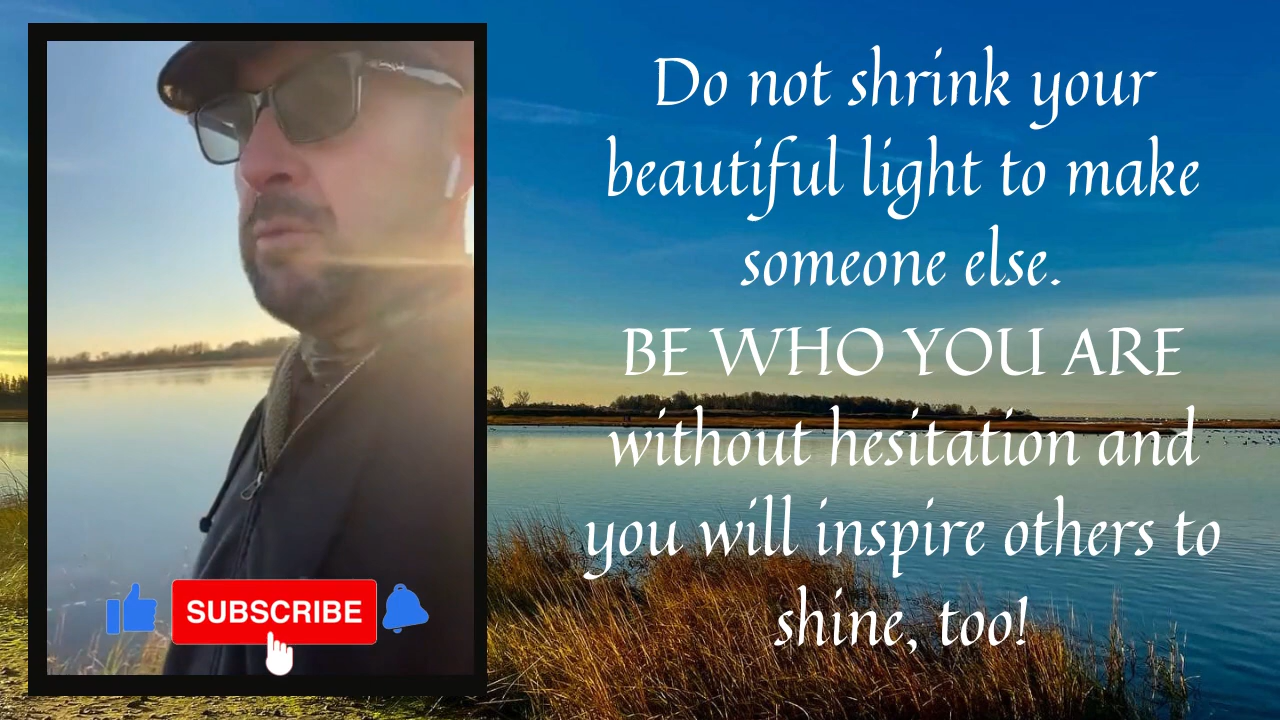 Do not shrink your
beautiful light to make
someone else.
BE WHO YOU ARE
without hesitation and
you will inspire others to
shine, too!
SUBSCRIBE